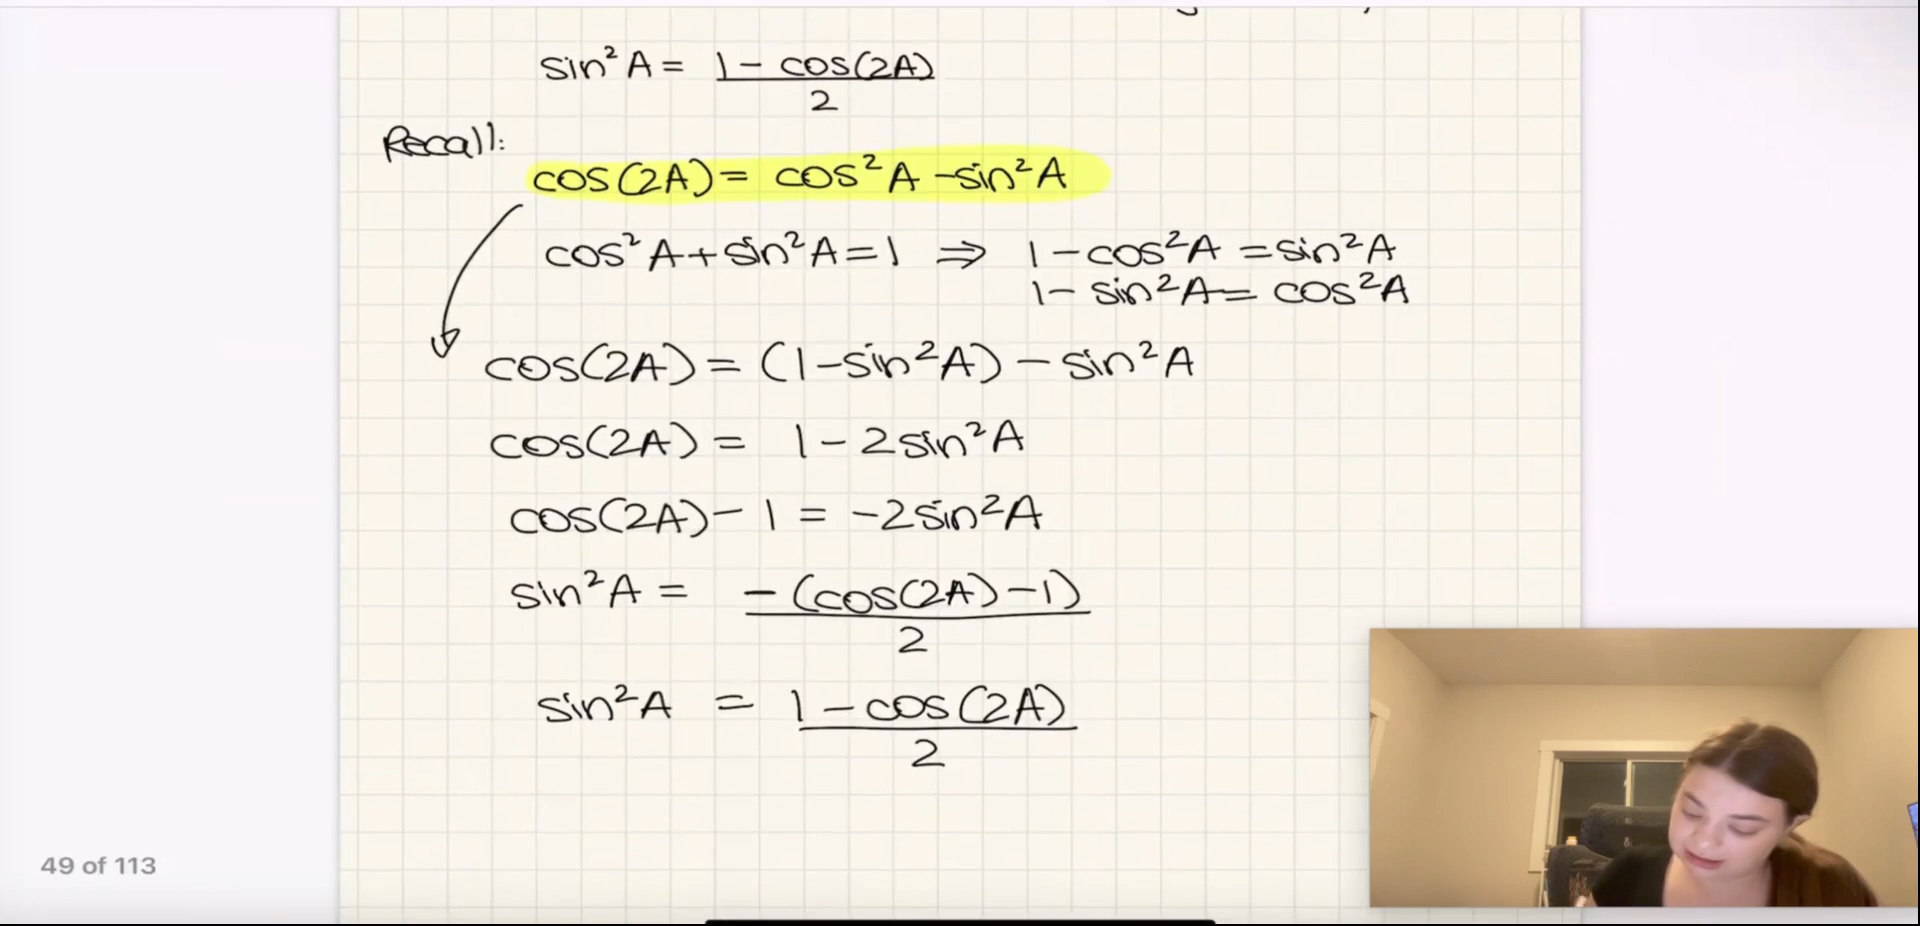 sin²A = 1 - cos(2A)
2
Recall:
cos(2A) = cos²A - sin²A
cos²A + sin²A = 1 ⇒ 1 - cos²A = sin²A
1 - sin²A = cos²A
cos(2A) = (1 - sin²A) - sin²A
cos(2A) = 1 - 2sin²A
cos(2A) - 1 = -2sin²A
sin²A = -(cos(2A) - 1)
2
sin²A = 1 - cos(2A)
2
49 of 113